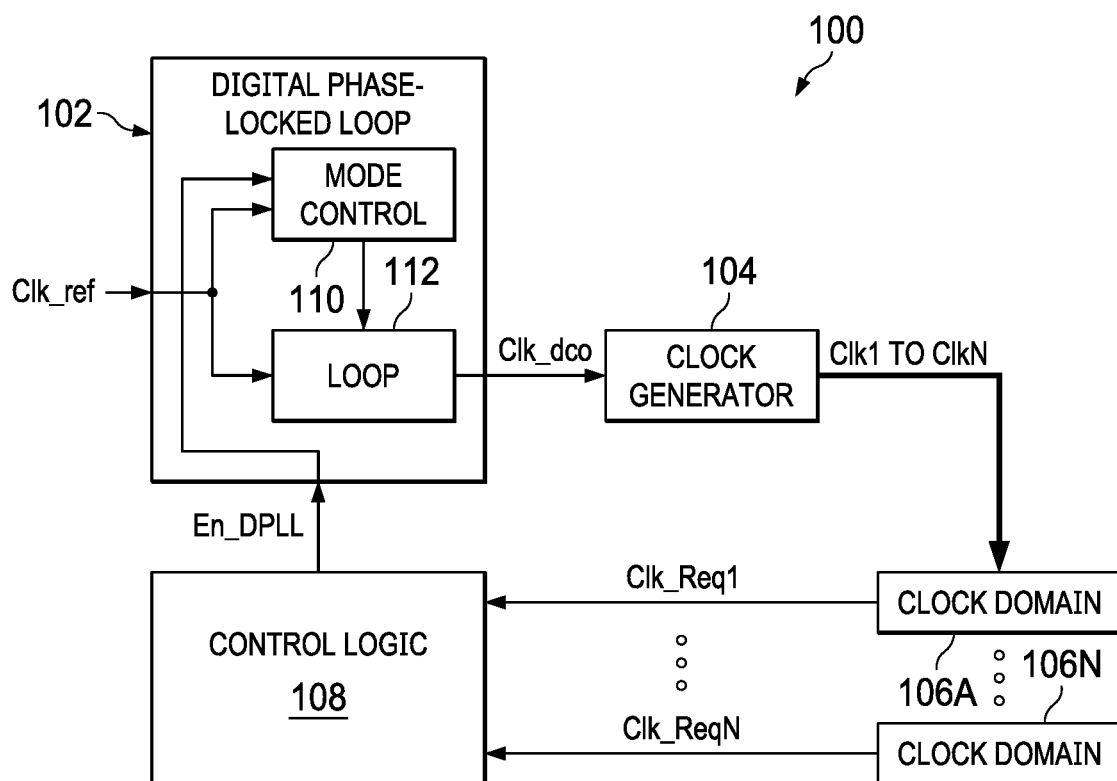 100
DIGITAL PHASE-
LOCKED LOOP
102
MODE
CONTROL
110
112
104
Clk_ref
LOOP
Clk_dco
CLOCK
GENERATOR
Clk1 TO ClkN
En_DPLL
CONTROL LOGIC
108
Clk_Req1
CLOCK DOMAIN
106A
106N
Clk_ReqN
CLOCK DOMAIN